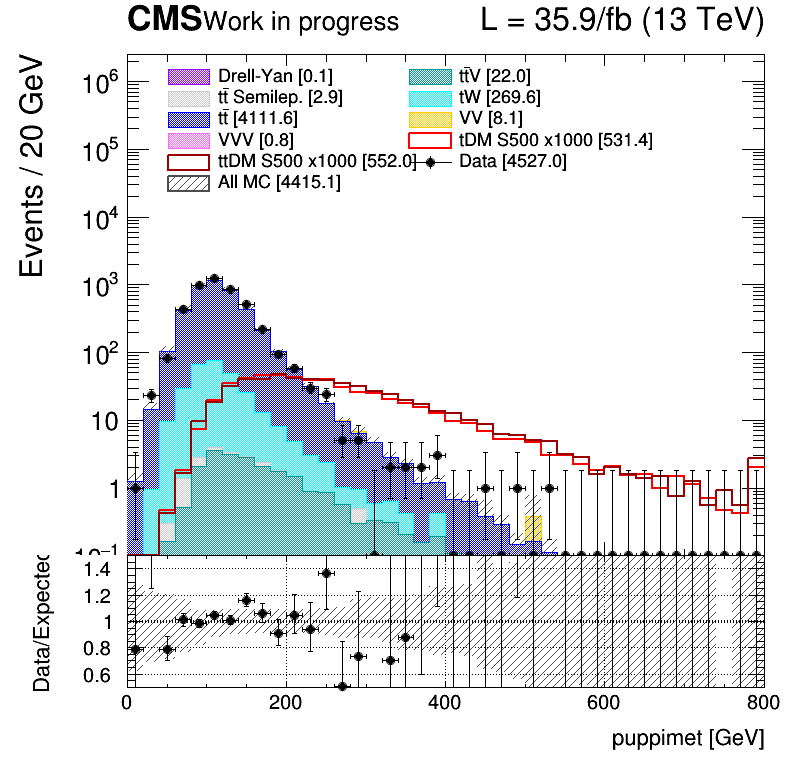 CMS Work in progress L = 35.9/fb (13 TeV)
Events / 20 GeV
Drell-Yan [0.1] tt̄V [22.0]
tt̄ Semilep. [2.9] tW [269.6]
tt̄ [4111.6] VV [8.1]
VVV [0.8] tDM S500 x1000 [531.4]
ttDM S500 x1000 [552.0] Data [4527.0]
All MC [4415.1]
10⁶
10⁵
10⁴
10³
10²
10
1
10⁻¹
Data/Expected
1.4
1.2
1
0.8
0.6
0 200 400 600 800
puppimet [GeV]